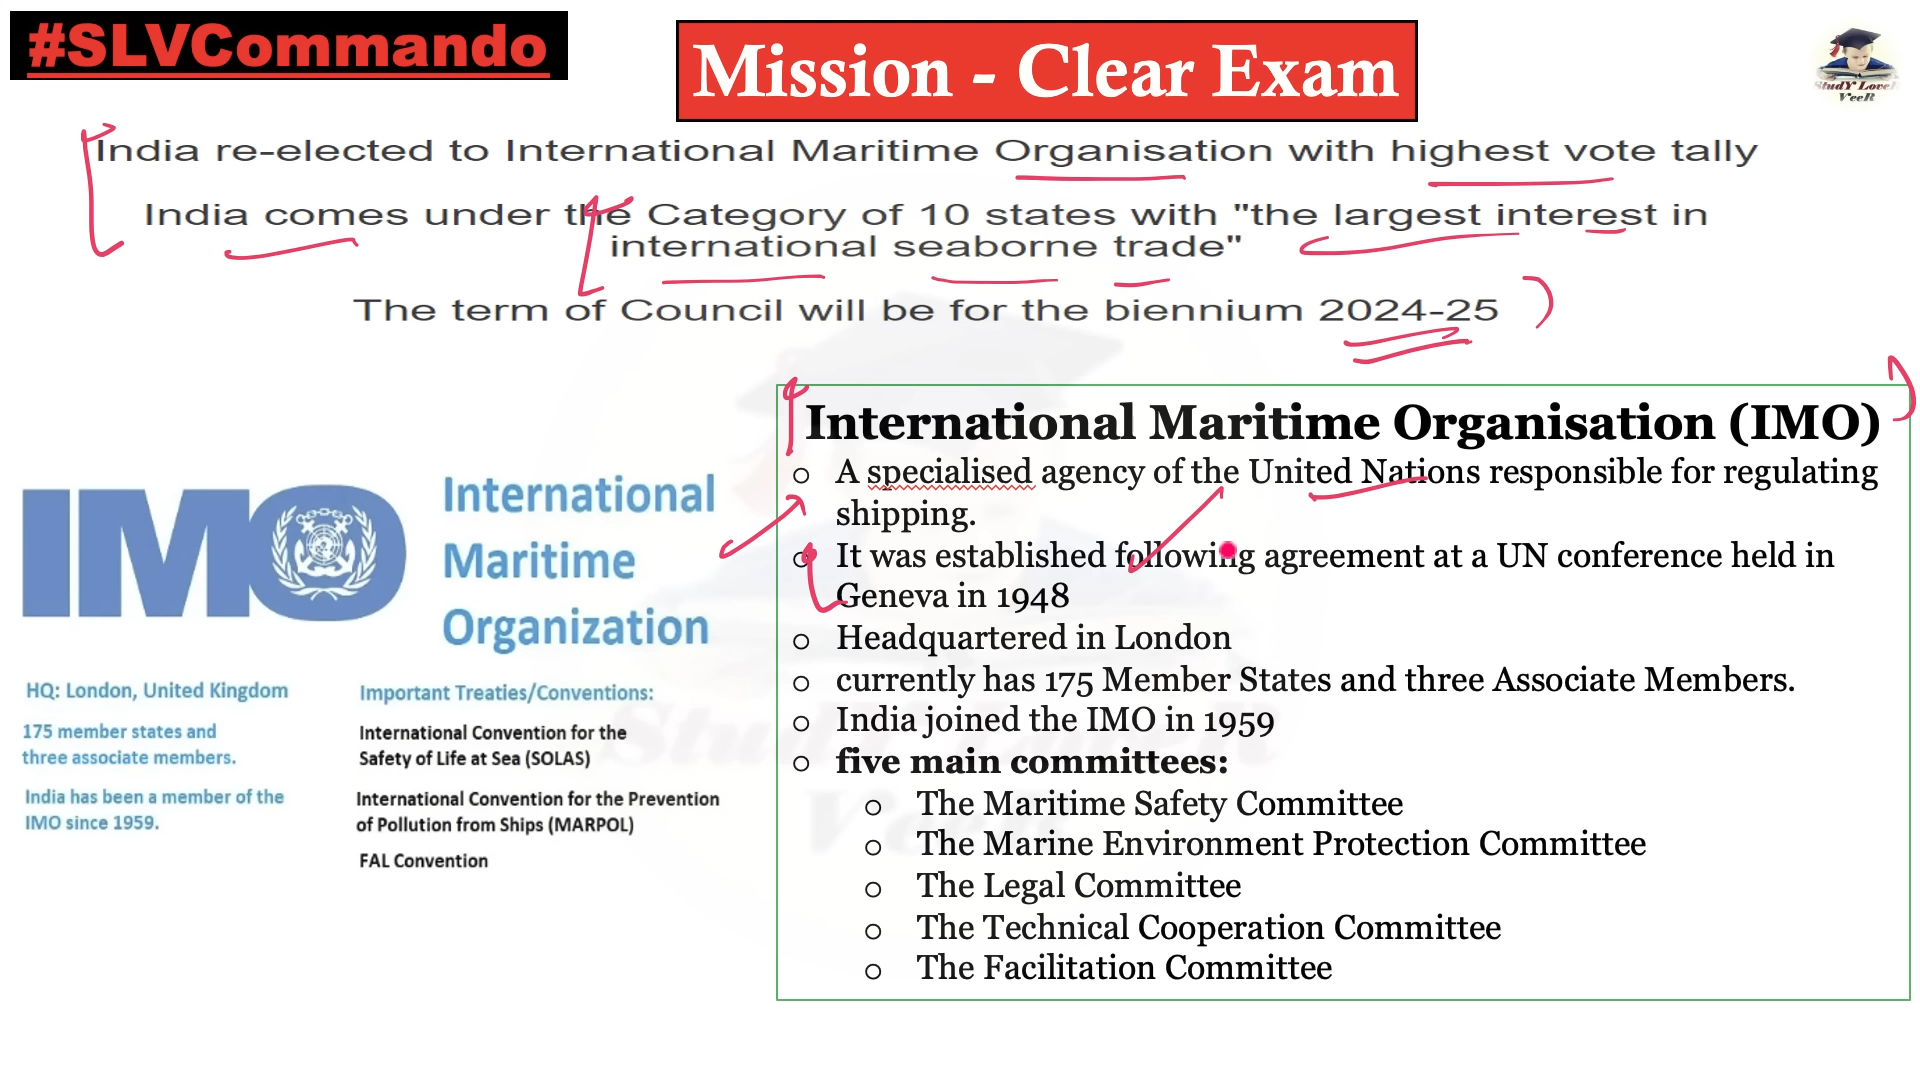 #SLVCommando
Mission - Clear Exam
StudY LoveR
VeeR
India re-elected to International Maritime Organisation with highest vote tally
India comes under the Category of 10 states with "the largest interest in
international seaborne trade"
The term of Council will be for the biennium 2024-25
IMO
International
Maritime
Organization
HQ: London, United Kingdom
175 member states and
three associate members.
India has been a member of the
IMO since 1959.
Important Treaties/Conventions:
International Convention for the
Safety of Life at Sea (SOLAS)
International Convention for the Prevention
of Pollution from Ships (MARPOL)
FAL Convention
International Maritime Organisation (IMO)
A specialised agency of the United Nations responsible for regulating
shipping.
It was established following agreement at a UN conference held in
Geneva in 1948
Headquartered in London
currently has 175 Member States and three Associate Members.
India joined the IMO in 1959
five main committees:
The Maritime Safety Committee
The Marine Environment Protection Committee
The Legal Committee
The Technical Cooperation Committee
The Facilitation Committee
StudY LoveR
VeeR